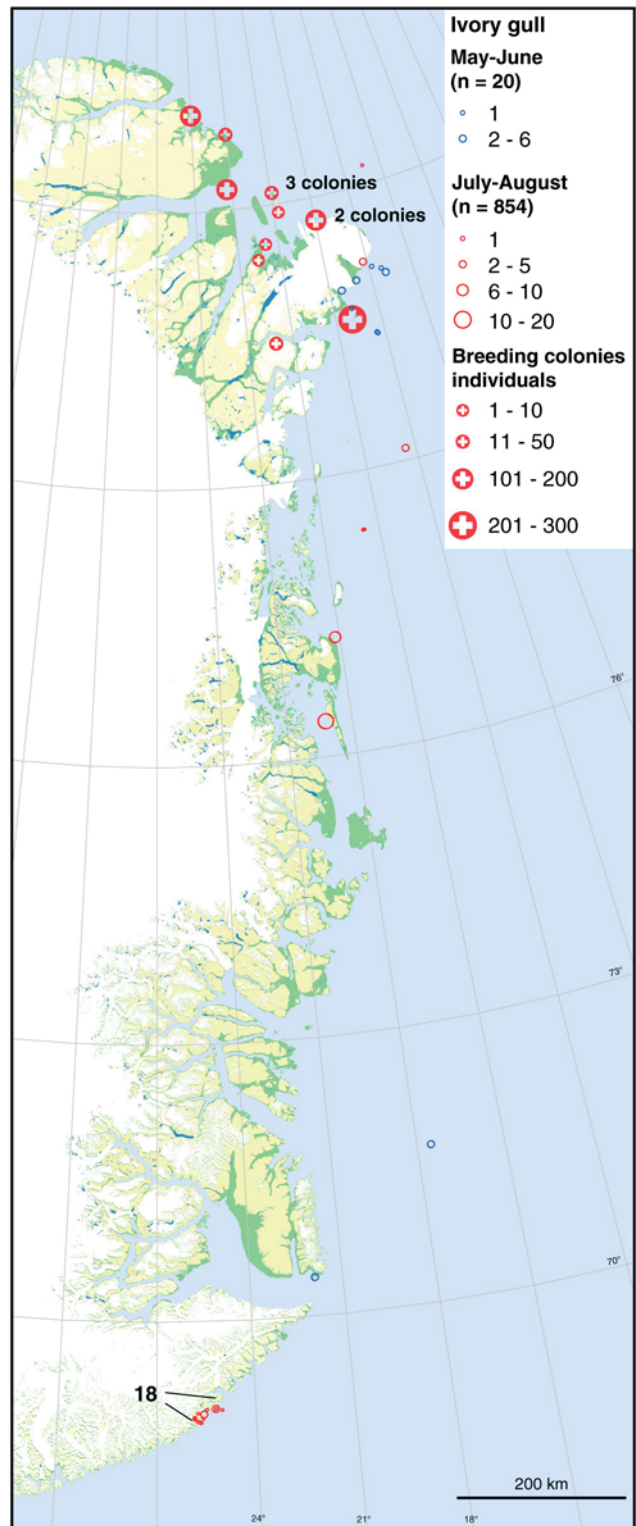 Ivory gull
May-June
(n = 20)
1
2 - 6
July-August
(n = 854)
1
2 - 5
6 - 10
10 - 20
Breeding colonies
individuals
1 - 10
11 - 50
101 - 200
201 - 300
3 colonies
2 colonies
76°
73°
70°
18
200 km
24°
21°
18°